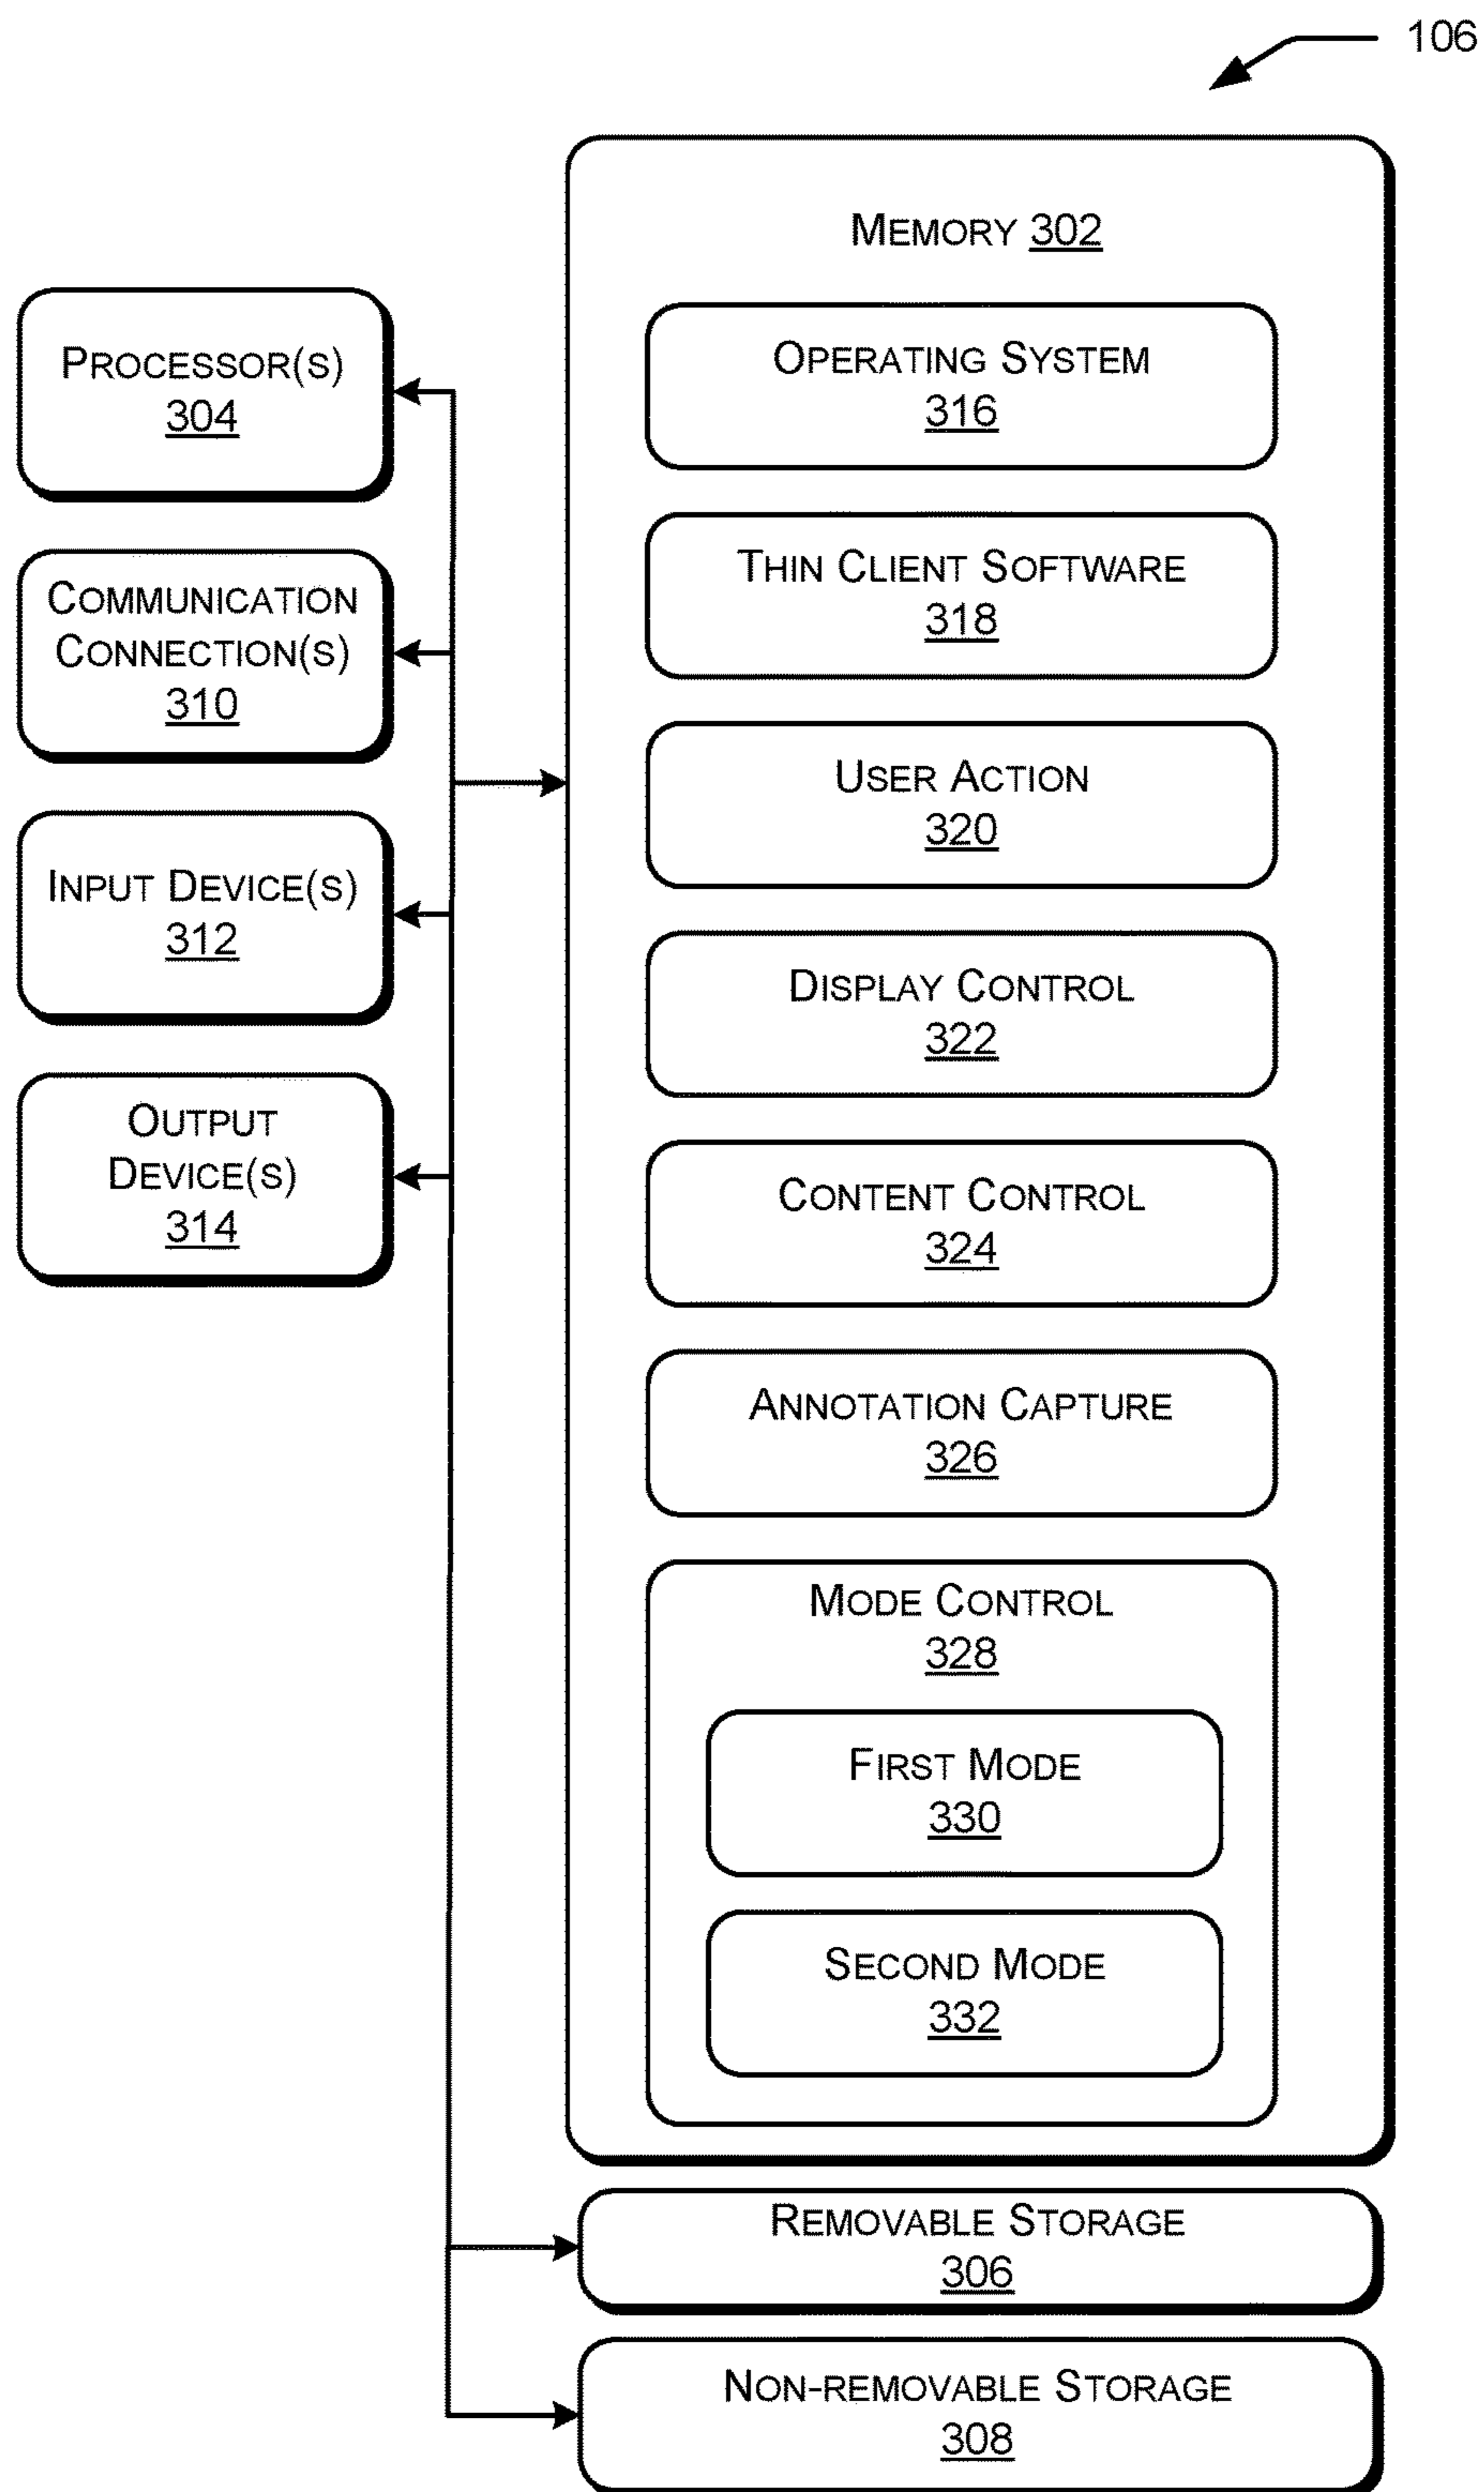 106
MEMORY 302
OPERATING SYSTEM
316
THIN CLIENT SOFTWARE
318
USER ACTION
320
DISPLAY CONTROL
322
CONTENT CONTROL
324
ANNOTATION CAPTURE
326
MODE CONTROL
328
FIRST MODE
330
SECOND MODE
332
PROCESSOR(S)
304
COMMUNICATION
CONNECTION(S)
310
INPUT DEVICE(S)
312
OUTPUT
DEVICE(S)
314
REMOVABLE STORAGE
306
NON-REMOVABLE STORAGE
308